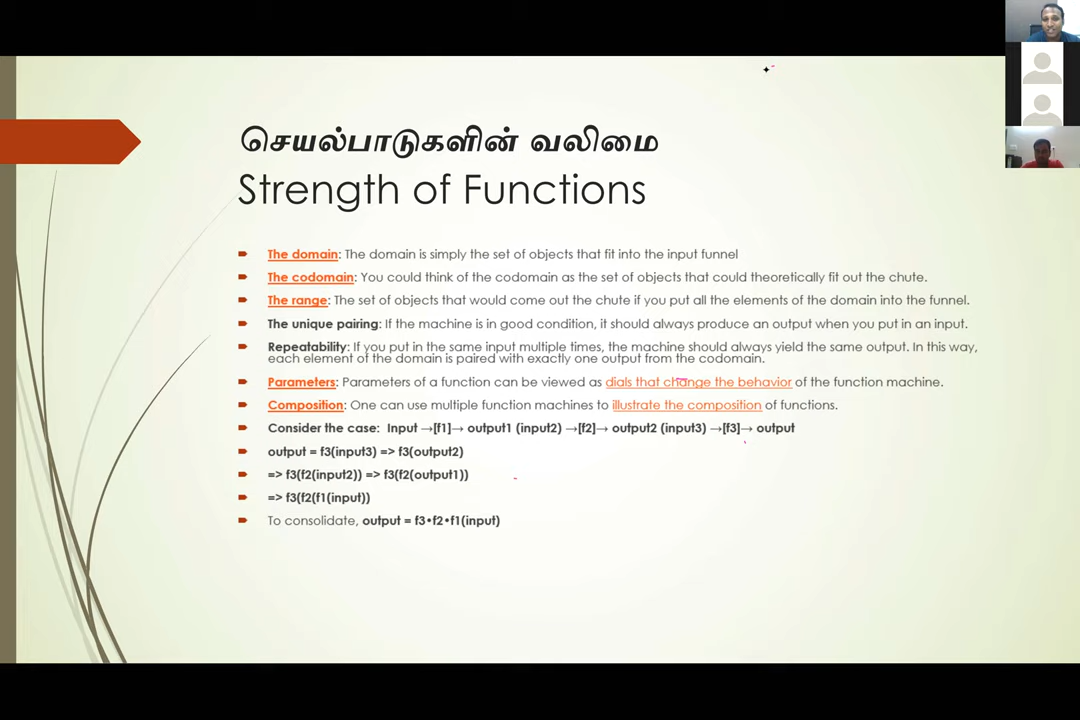 செயல்பாடுகளின் வலிமை
Strength of Functions
The domain: The domain is simply the set of objects that fit into the input funnel
The codomain: You could think of the codomain as the set of objects that could theoretically fit out the chute.
The range: The set of objects that would come out the chute if you put all the elements of the domain into the funnel.
The unique pairing: If the machine is in good condition, it should always produce an output when you put in an input.
Repeatability: If you put in the same input multiple times, the machine should always yield the same output. In this way,
each element of the domain is paired with exactly one output from the codomain.
Parameters: Parameters of a function can be viewed as dials that change the behavior of the function machine.
Composition: One can use multiple function machines to illustrate the composition of functions.
Consider the case: Input →[f1]→ output1 (input2) →[f2]→ output2 (input3) →[f3]→ output
output = f3(input3) => f3(output2)
=> f3(f2(input2)) => f3(f2(output1))
=> f3(f2(f1(input))
To consolidate, output = f3•f2•f1(input)